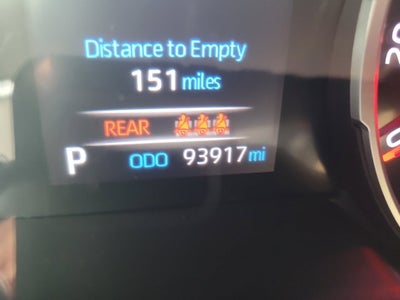 Distance to Empty
151 miles
REAR
P ODO 93917 mi